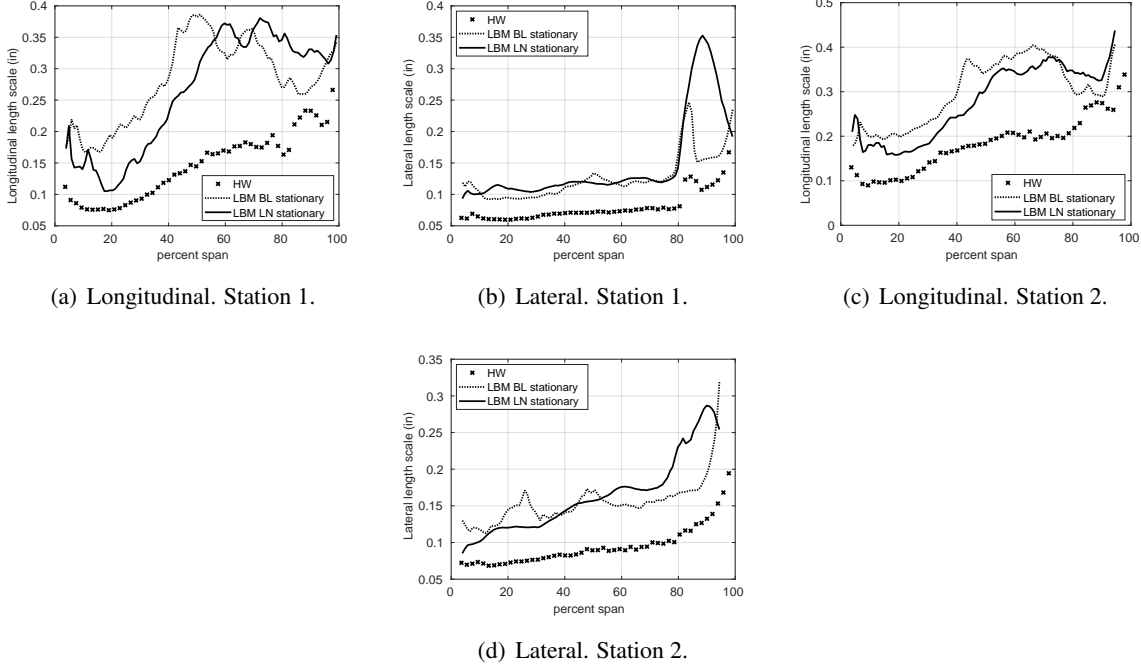 0.4
0.35
0.3
0.25
0.2
0.15
0.1
0.05
Longitudinal length scale (in)
HW
LBM BL stationary
LBM LN stationary
0 20 40 60 80 100
percent span
(a) Longitudinal. Station 1.
0.4
0.35
0.3
0.25
0.2
0.15
0.1
0.05
Lateral length scale (in)
HW
LBM BL stationary
LBM LN stationary
0 20 40 60 80 100
percent span
(b) Lateral. Station 1.
0.5
0.4
0.3
0.2
0.1
0
Longitudinal length scale (in)
HW
LBM BL stationary
LBM LN stationary
0 20 40 60 80 100
percent span
(c) Longitudinal. Station 2.
0.35
0.3
0.25
0.2
0.15
0.1
0.05
Lateral length scale (in)
HW
LBM BL stationary
LBM LN stationary
0 20 40 60 80 100
percent span
(d) Lateral. Station 2.